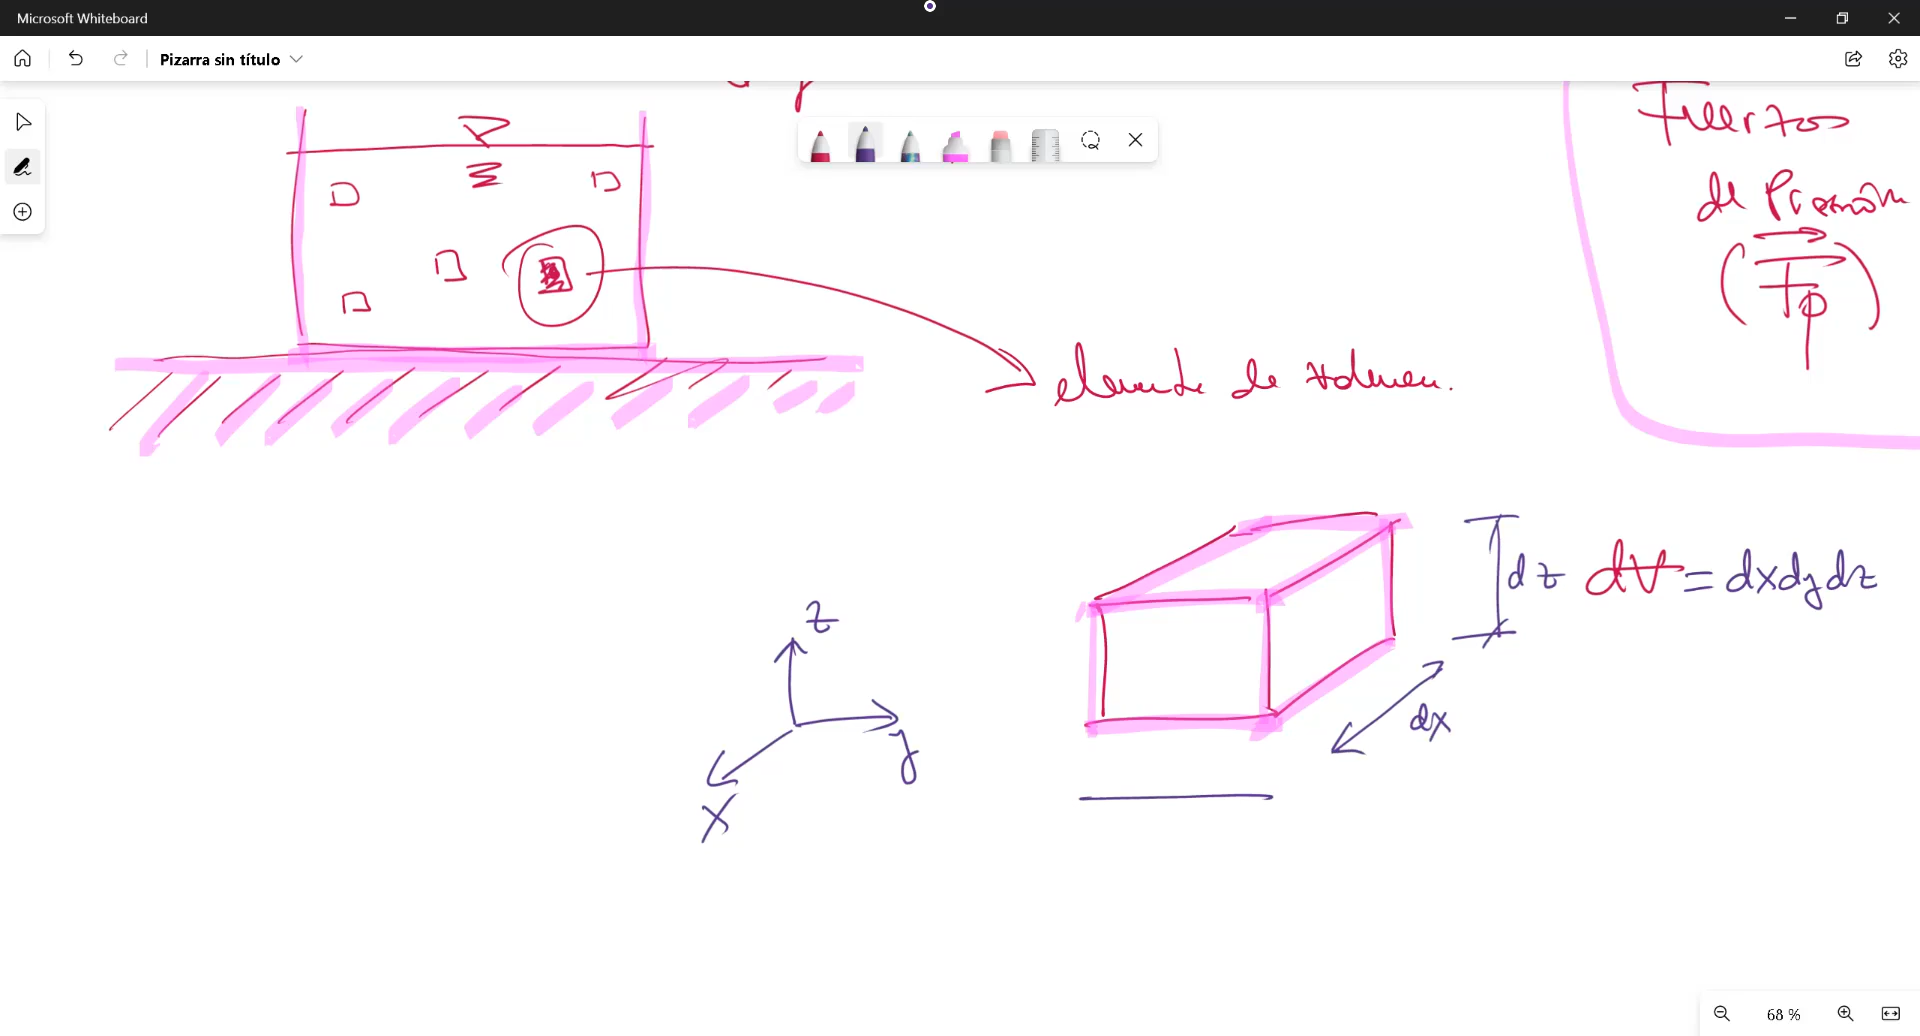 Microsoft Whiteboard
Pizarra sin título
Fuerzas
de Presión
(Fp)
elemento de volumen.
dz dV = dxdydz
z
y
x
dx
68 %